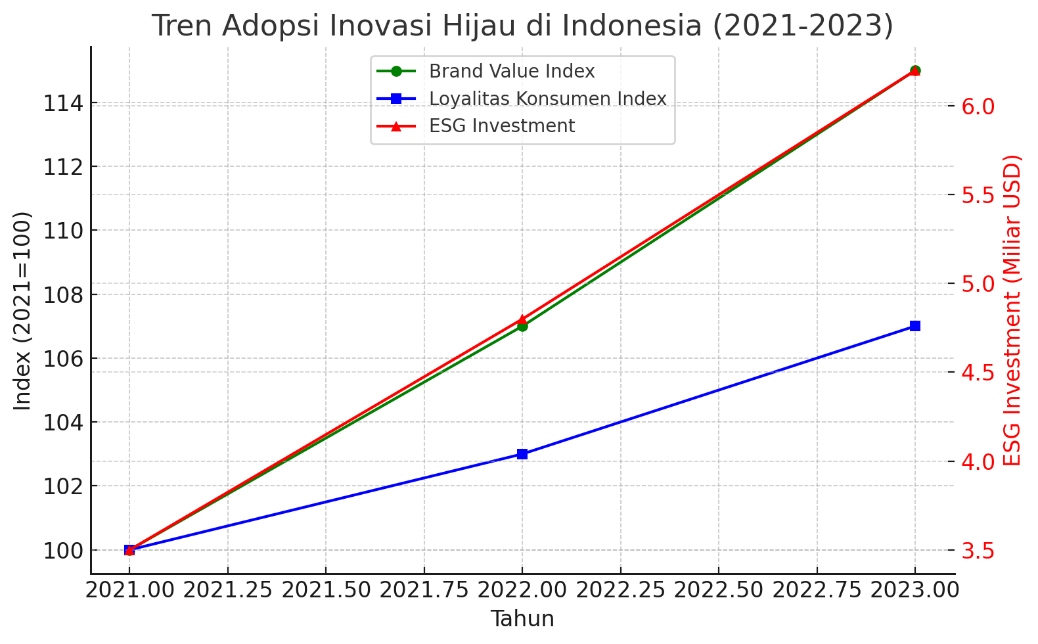 Tren Adopsi Inovasi Hijau di Indonesia (2021-2023)
Brand Value Index
Loyalitas Konsumen Index
ESG Investment
Index (2021=100)
114
112
110
108
106
104
102
100
6.0
5.5
5.0
4.5
4.0
3.5
ESG Investment (Miliar USD)
2021.00 2021.25 2021.50 2021.75 2022.00 2022.25 2022.50 2022.75 2023.00
Tahun